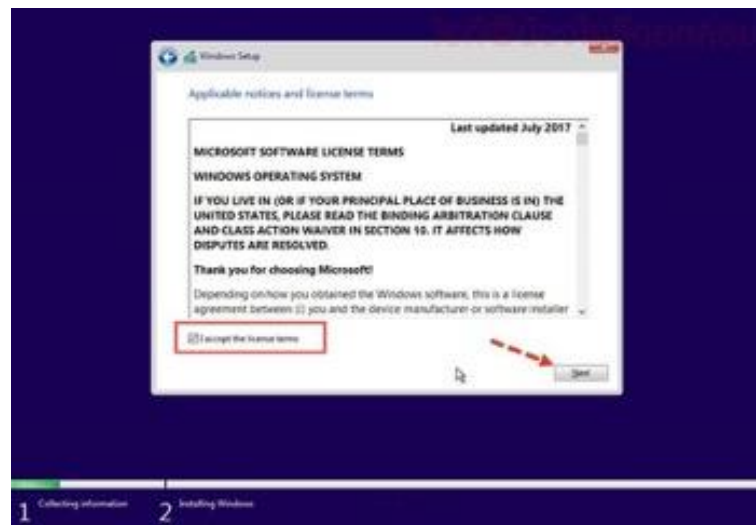 Windows Setup
Applicable notices and license terms
Last updated July 2017
MICROSOFT SOFTWARE LICENSE TERMS
WINDOWS OPERATING SYSTEM
IF YOU LIVE IN (OR IF YOUR PRINCIPAL PLACE OF BUSINESS IS IN) THE
UNITED STATES, PLEASE READ THE BINDING ARBITRATION CLAUSE
AND CLASS ACTION WAIVER IN SECTION 10. IT AFFECTS HOW
DISPUTES ARE RESOLVED.
Thank you for choosing Microsoft!
Depending on how you obtained the Windows software, this is a license
agreement between (i) you and the device manufacturer or software installer
I accept the license terms
Next
1 Collecting information
2 Installing Windows